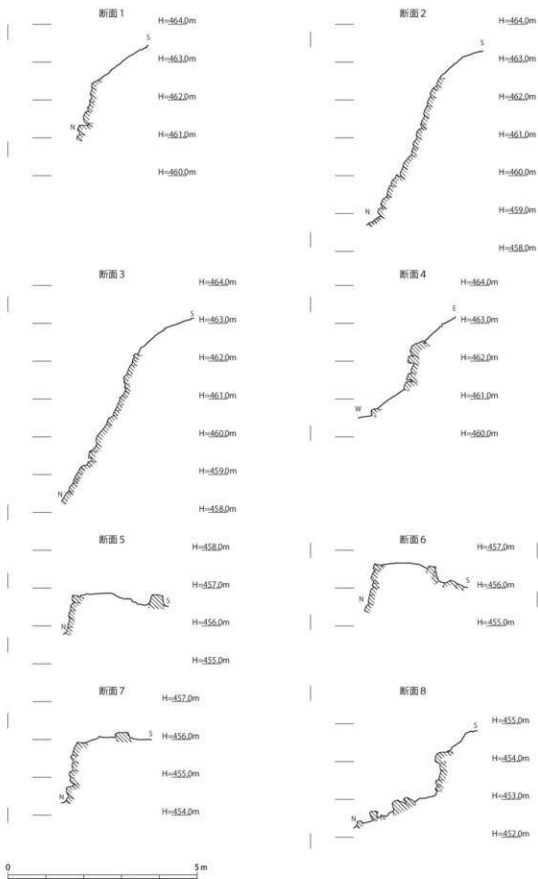 断面1
H=464.0m
S
H=463.0m
H=462.0m
N
H=461.0m
H=460.0m
断面2
H=464.0m
S
H=463.0m
H=462.0m
H=461.0m
H=460.0m
N
H=459.0m
H=458.0m
断面3
H=464.0m
S
H=463.0m
H=462.0m
H=461.0m
H=460.0m
H=459.0m
N
H=458.0m
断面4
H=464.0m
E
H=463.0m
H=462.0m
H=461.0m
W
H=460.0m
断面5
H=458.0m
H=457.0m
S
N
H=456.0m
H=455.0m
断面6
H=457.0m
S
H=456.0m
N
H=455.0m
断面7
H=457.0m
S
H=456.0m
H=455.0m
N
H=454.0m
断面8
S
H=455.0m
H=454.0m
H=453.0m
N
H=452.0m
0 5m